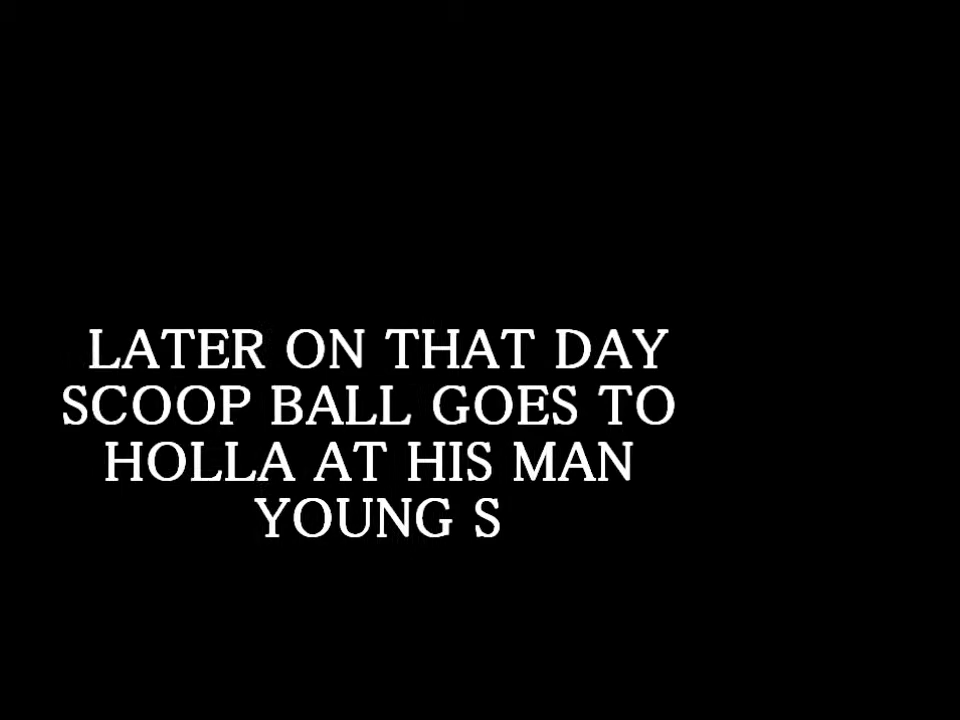 LATER ON THAT DAY
SCOOP BALL GOES TO
HOLLA AT HIS MAN
YOUNG S